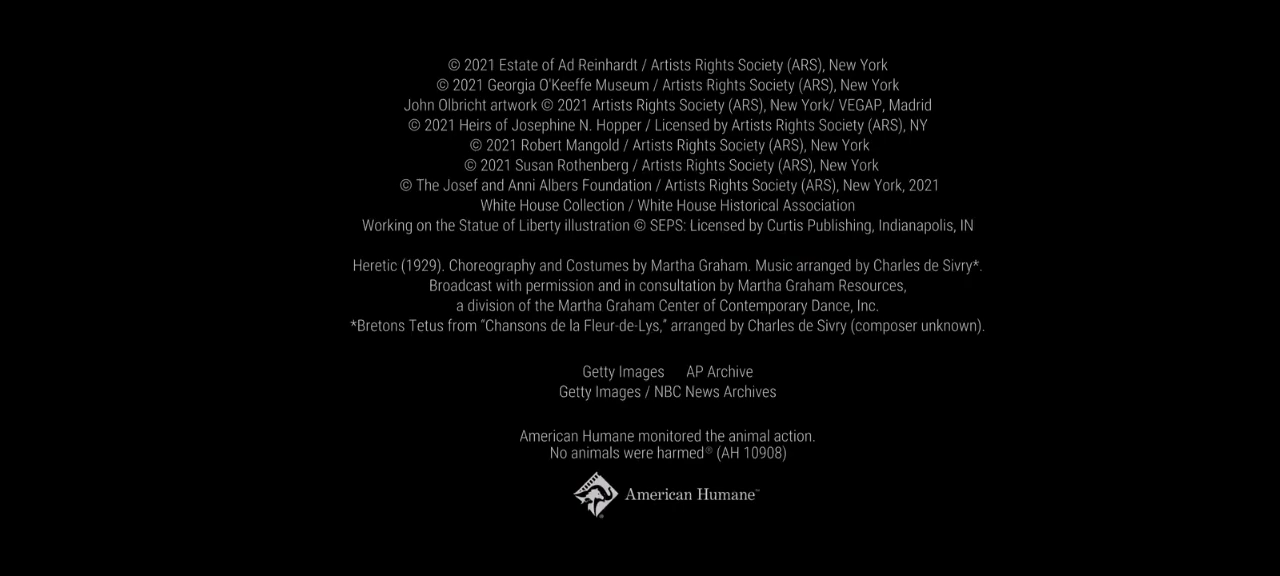 © 2021 Estate of Ad Reinhardt / Artists Rights Society (ARS), New York
© 2021 Georgia O'Keeffe Museum / Artists Rights Society (ARS), New York
John Olbricht artwork © 2021 Artists Rights Society (ARS), New York/ VEGAP, Madrid
© 2021 Heirs of Josephine N. Hopper / Licensed by Artists Rights Society (ARS), NY
© 2021 Robert Mangold / Artists Rights Society (ARS), New York
© 2021 Susan Rothenberg / Artists Rights Society (ARS), New York
© The Josef and Anni Albers Foundation / Artists Rights Society (ARS), New York, 2021
White House Collection / White House Historical Association
Working on the Statue of Liberty illustration © SEPS: Licensed by Curtis Publishing, Indianapolis, IN
Heretic (1929). Choreography and Costumes by Martha Graham. Music arranged by Charles de Sivry*.
Broadcast with permission and in consultation by Martha Graham Resources,
a division of the Martha Graham Center of Contemporary Dance, Inc.
*Bretons Tetus from “Chansons de la Fleur-de-Lys,” arranged by Charles de Sivry (composer unknown).
Getty Images AP Archive
Getty Images / NBC News Archives
American Humane monitored the animal action.
No animals were harmed® (AH 10908)
American Humane™